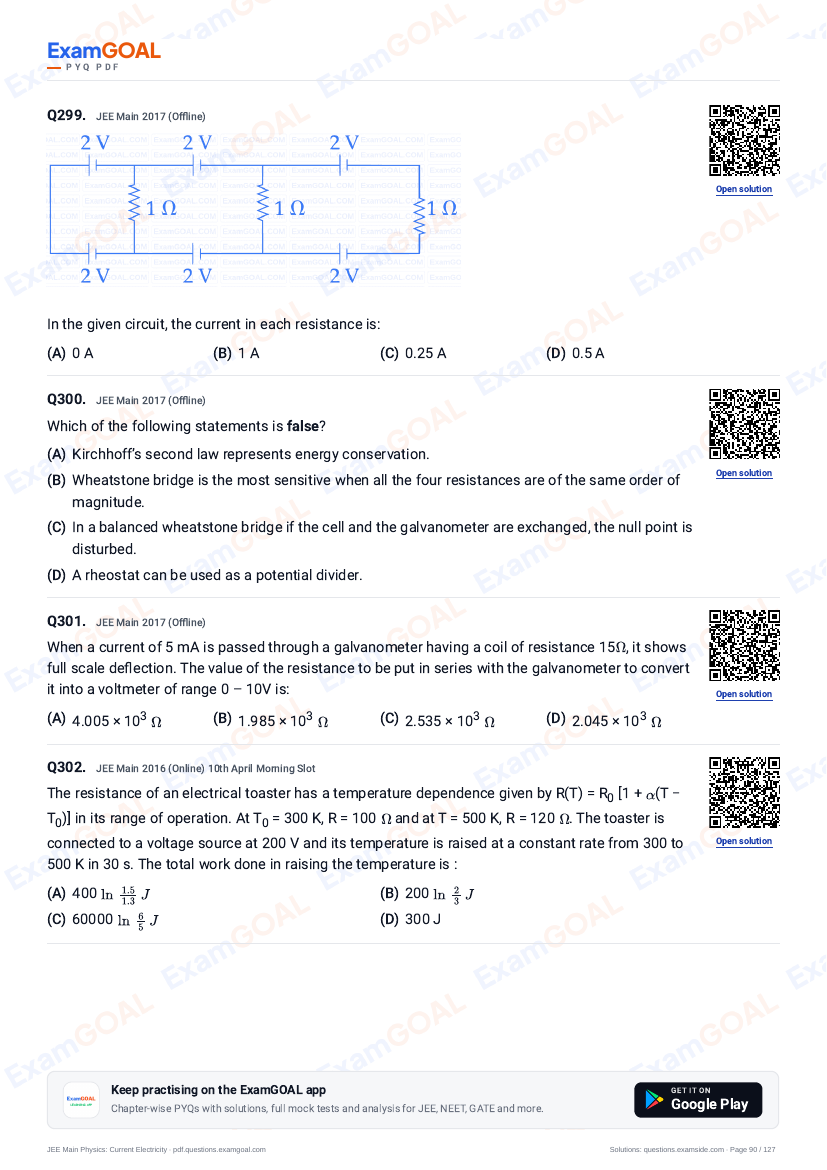 ExamGOAL
PYQ PDF
Q299. JEE Main 2017 (Offline)
2 V 2 V 2 V
1 Ω 1 Ω 1 Ω
2 V 2 V 2 V
Open solution
In the given circuit, the current in each resistance is:
(A) 0 A (B) 1 A (C) 0.25 A (D) 0.5 A
Q300. JEE Main 2017 (Offline)
Which of the following statements is false?
(A) Kirchhoff's second law represents energy conservation.
(B) Wheatstone bridge is the most sensitive when all the four resistances are of the same order of
magnitude.
(C) In a balanced wheatstone bridge if the cell and the galvanometer are exchanged, the null point is
disturbed.
(D) A rheostat can be used as a potential divider.
Open solution
Q301. JEE Main 2017 (Offline)
When a current of 5 mA is passed through a galvanometer having a coil of resistance 15Ω, it shows
full scale deflection. The value of the resistance to be put in series with the galvanometer to convert
it into a voltmeter of range 0 – 10V is:
(A) 4.005 × 10³ Ω (B) 1.985 × 10³ Ω (C) 2.535 × 10³ Ω (D) 2.045 × 10³ Ω
Open solution
Q302. JEE Main 2016 (Online) 10th April Morning Slot
The resistance of an electrical toaster has a temperature dependence given by R(T) = R₀ [1 + α(T −
T₀)] in its range of operation. At T₀ = 300 K, R = 100 Ω and at T = 500 K, R = 120 Ω. The toaster is
connected to a voltage source at 200 V and its temperature is raised at a constant rate from 300 to
500 K in 30 s. The total work done in raising the temperature is :
(A) 400 ln 1.5/1.3 J (B) 200 ln 2/3 J
(C) 60000 ln 6/5 J (D) 300 J
Open solution
Keep practising on the ExamGOAL app
Chapter-wise PYQs with solutions, full mock tests and analysis for JEE, NEET, GATE and more.
GET IT ON
Google Play
JEE Main Physics: Current Electricity · pdf.questions.examgoal.com
Solutions: questions.examside.com · Page 90 / 127